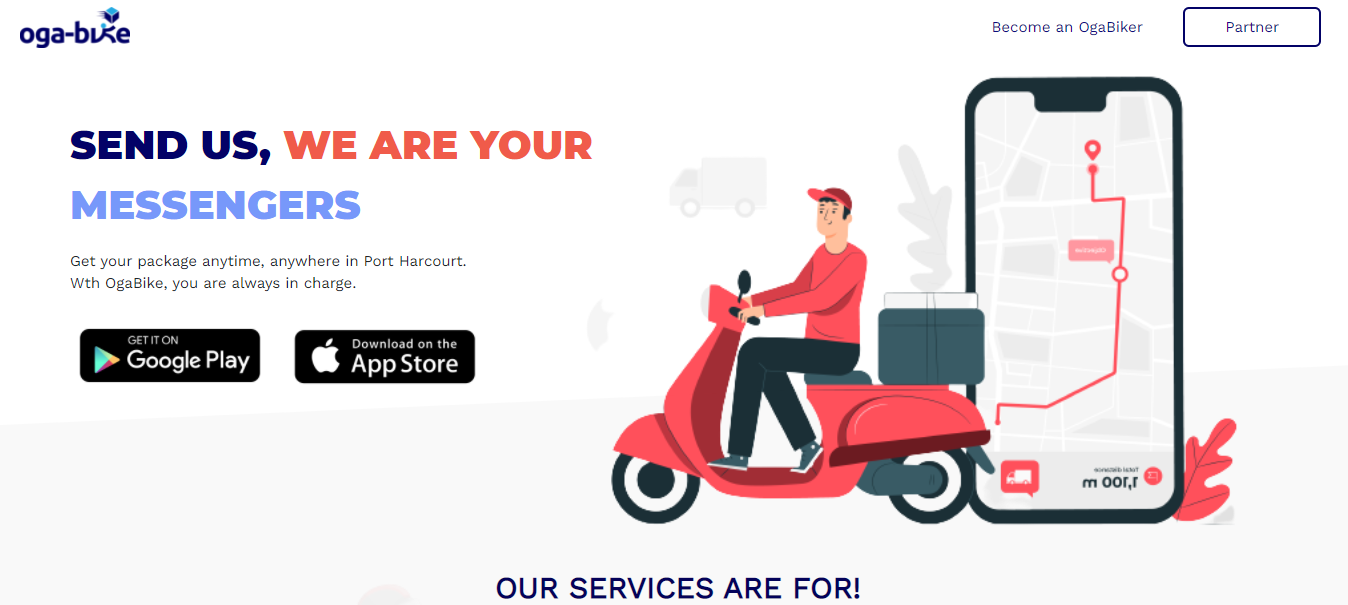 oga-bike
Become an OgaBiker
Partner
SEND US, WE ARE YOUR
MESSENGERS
Get your package anytime, anywhere in Port Harcourt.
Wth OgaBike, you are always in charge.
GET IT ON
Google Play
Download on the
App Store
Total distance
1,100 m
OUR SERVICES ARE FOR!